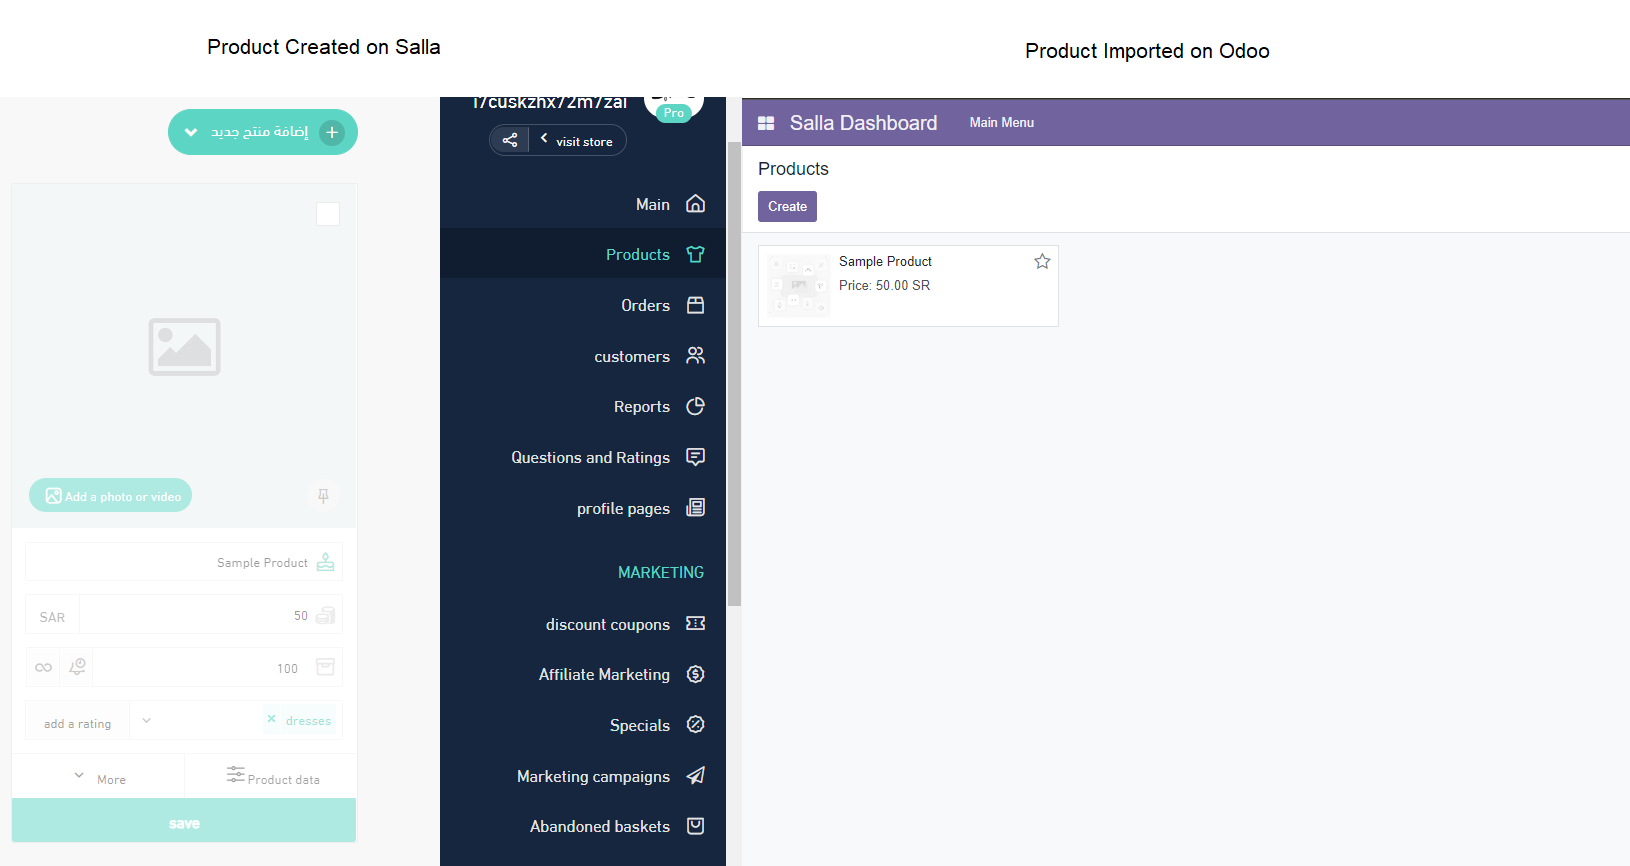 Product Created on Salla
Product Imported on Odoo
إضافة منتج جديد
Add a photo or video
Sample Product
SAR
50
100
add a rating
dresses
More
Product data
save
i7cuskzhx72m7zai
Pro
visit store
Main
Products
Orders
customers
Reports
Questions and Ratings
profile pages
MARKETING
discount coupons
Affiliate Marketing
Specials
Marketing campaigns
Abandoned baskets
Salla Dashboard
Main Menu
Products
Create
Sample Product
Price: 50.00 SR